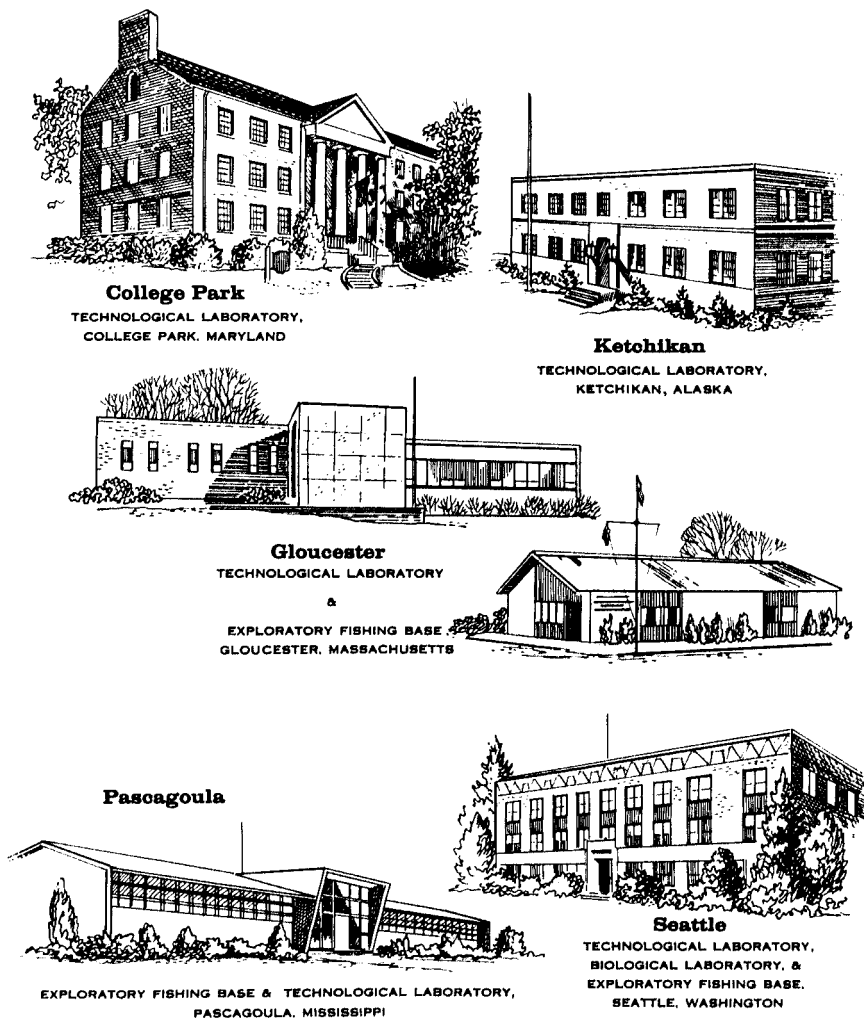 College Park
TECHNOLOGICAL LABORATORY,
COLLEGE PARK, MARYLAND
Ketchikan
TECHNOLOGICAL LABORATORY,
KETCHIKAN, ALASKA
Gloucester
TECHNOLOGICAL LABORATORY
&
EXPLORATORY FISHING BASE,
GLOUCESTER, MASSACHUSETTS
Pascagoula
EXPLORATORY FISHING BASE & TECHNOLOGICAL LABORATORY,
PASCAGOULA, MISSISSIPPI
Seattle
TECHNOLOGICAL LABORATORY,
BIOLOGICAL LABORATORY, &
EXPLORATORY FISHING BASE,
SEATTLE, WASHINGTON